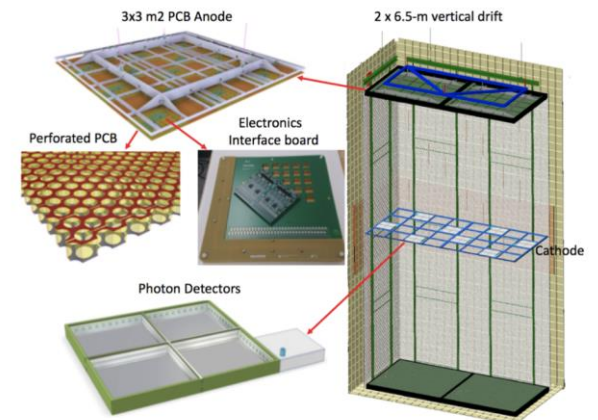 3x3 m2 PCB Anode
2 x 6.5-m vertical drift
Perforated PCB
Electronics
Interface board
Cathode
Photon Detectors